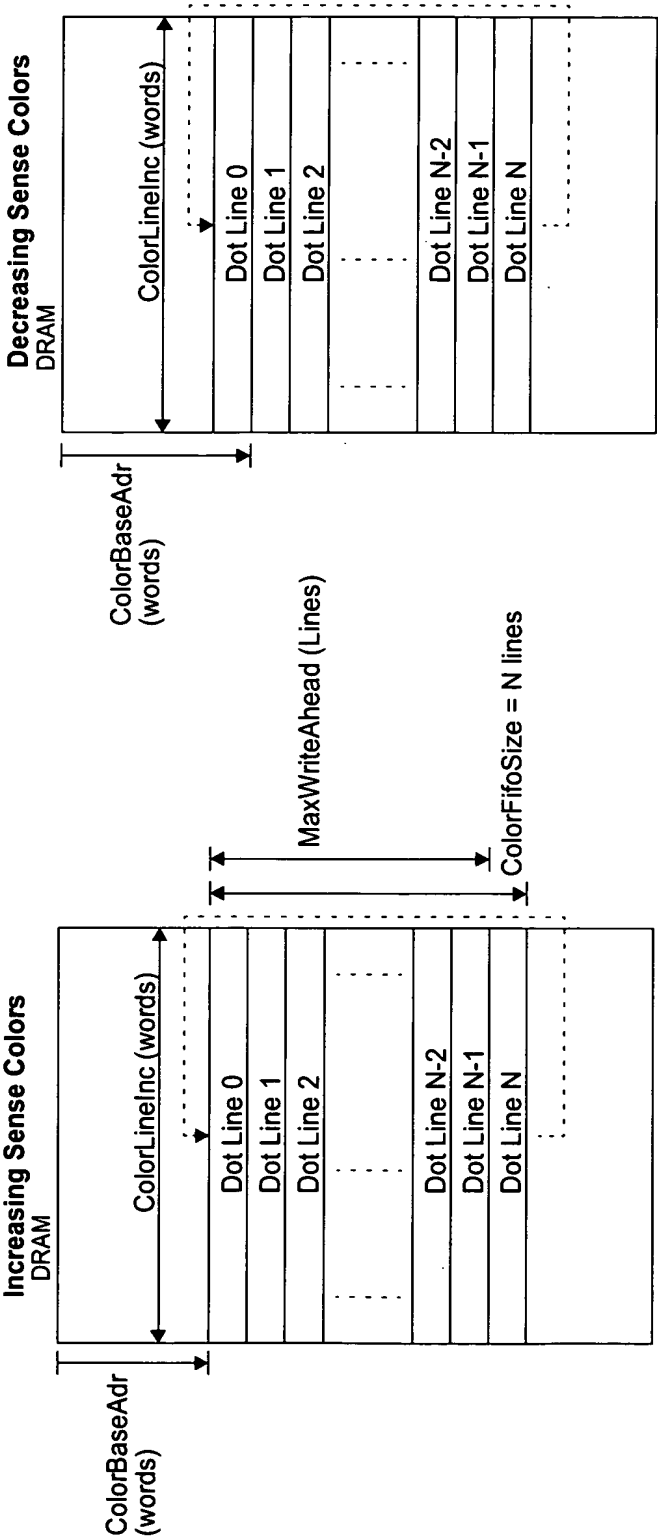 Increasing Sense Colors
DRAM
ColorBaseAdr
(words)
ColorLineInc (words)
Dot Line 0
Dot Line 1
Dot Line 2
Dot Line N-2
Dot Line N-1
Dot Line N
MaxWriteAhead (Lines)
ColorFifoSize = N lines
Decreasing Sense Colors
DRAM
ColorBaseAdr
(words)
ColorLineInc (words)
Dot Line 0
Dot Line 1
Dot Line 2
Dot Line N-2
Dot Line N-1
Dot Line N